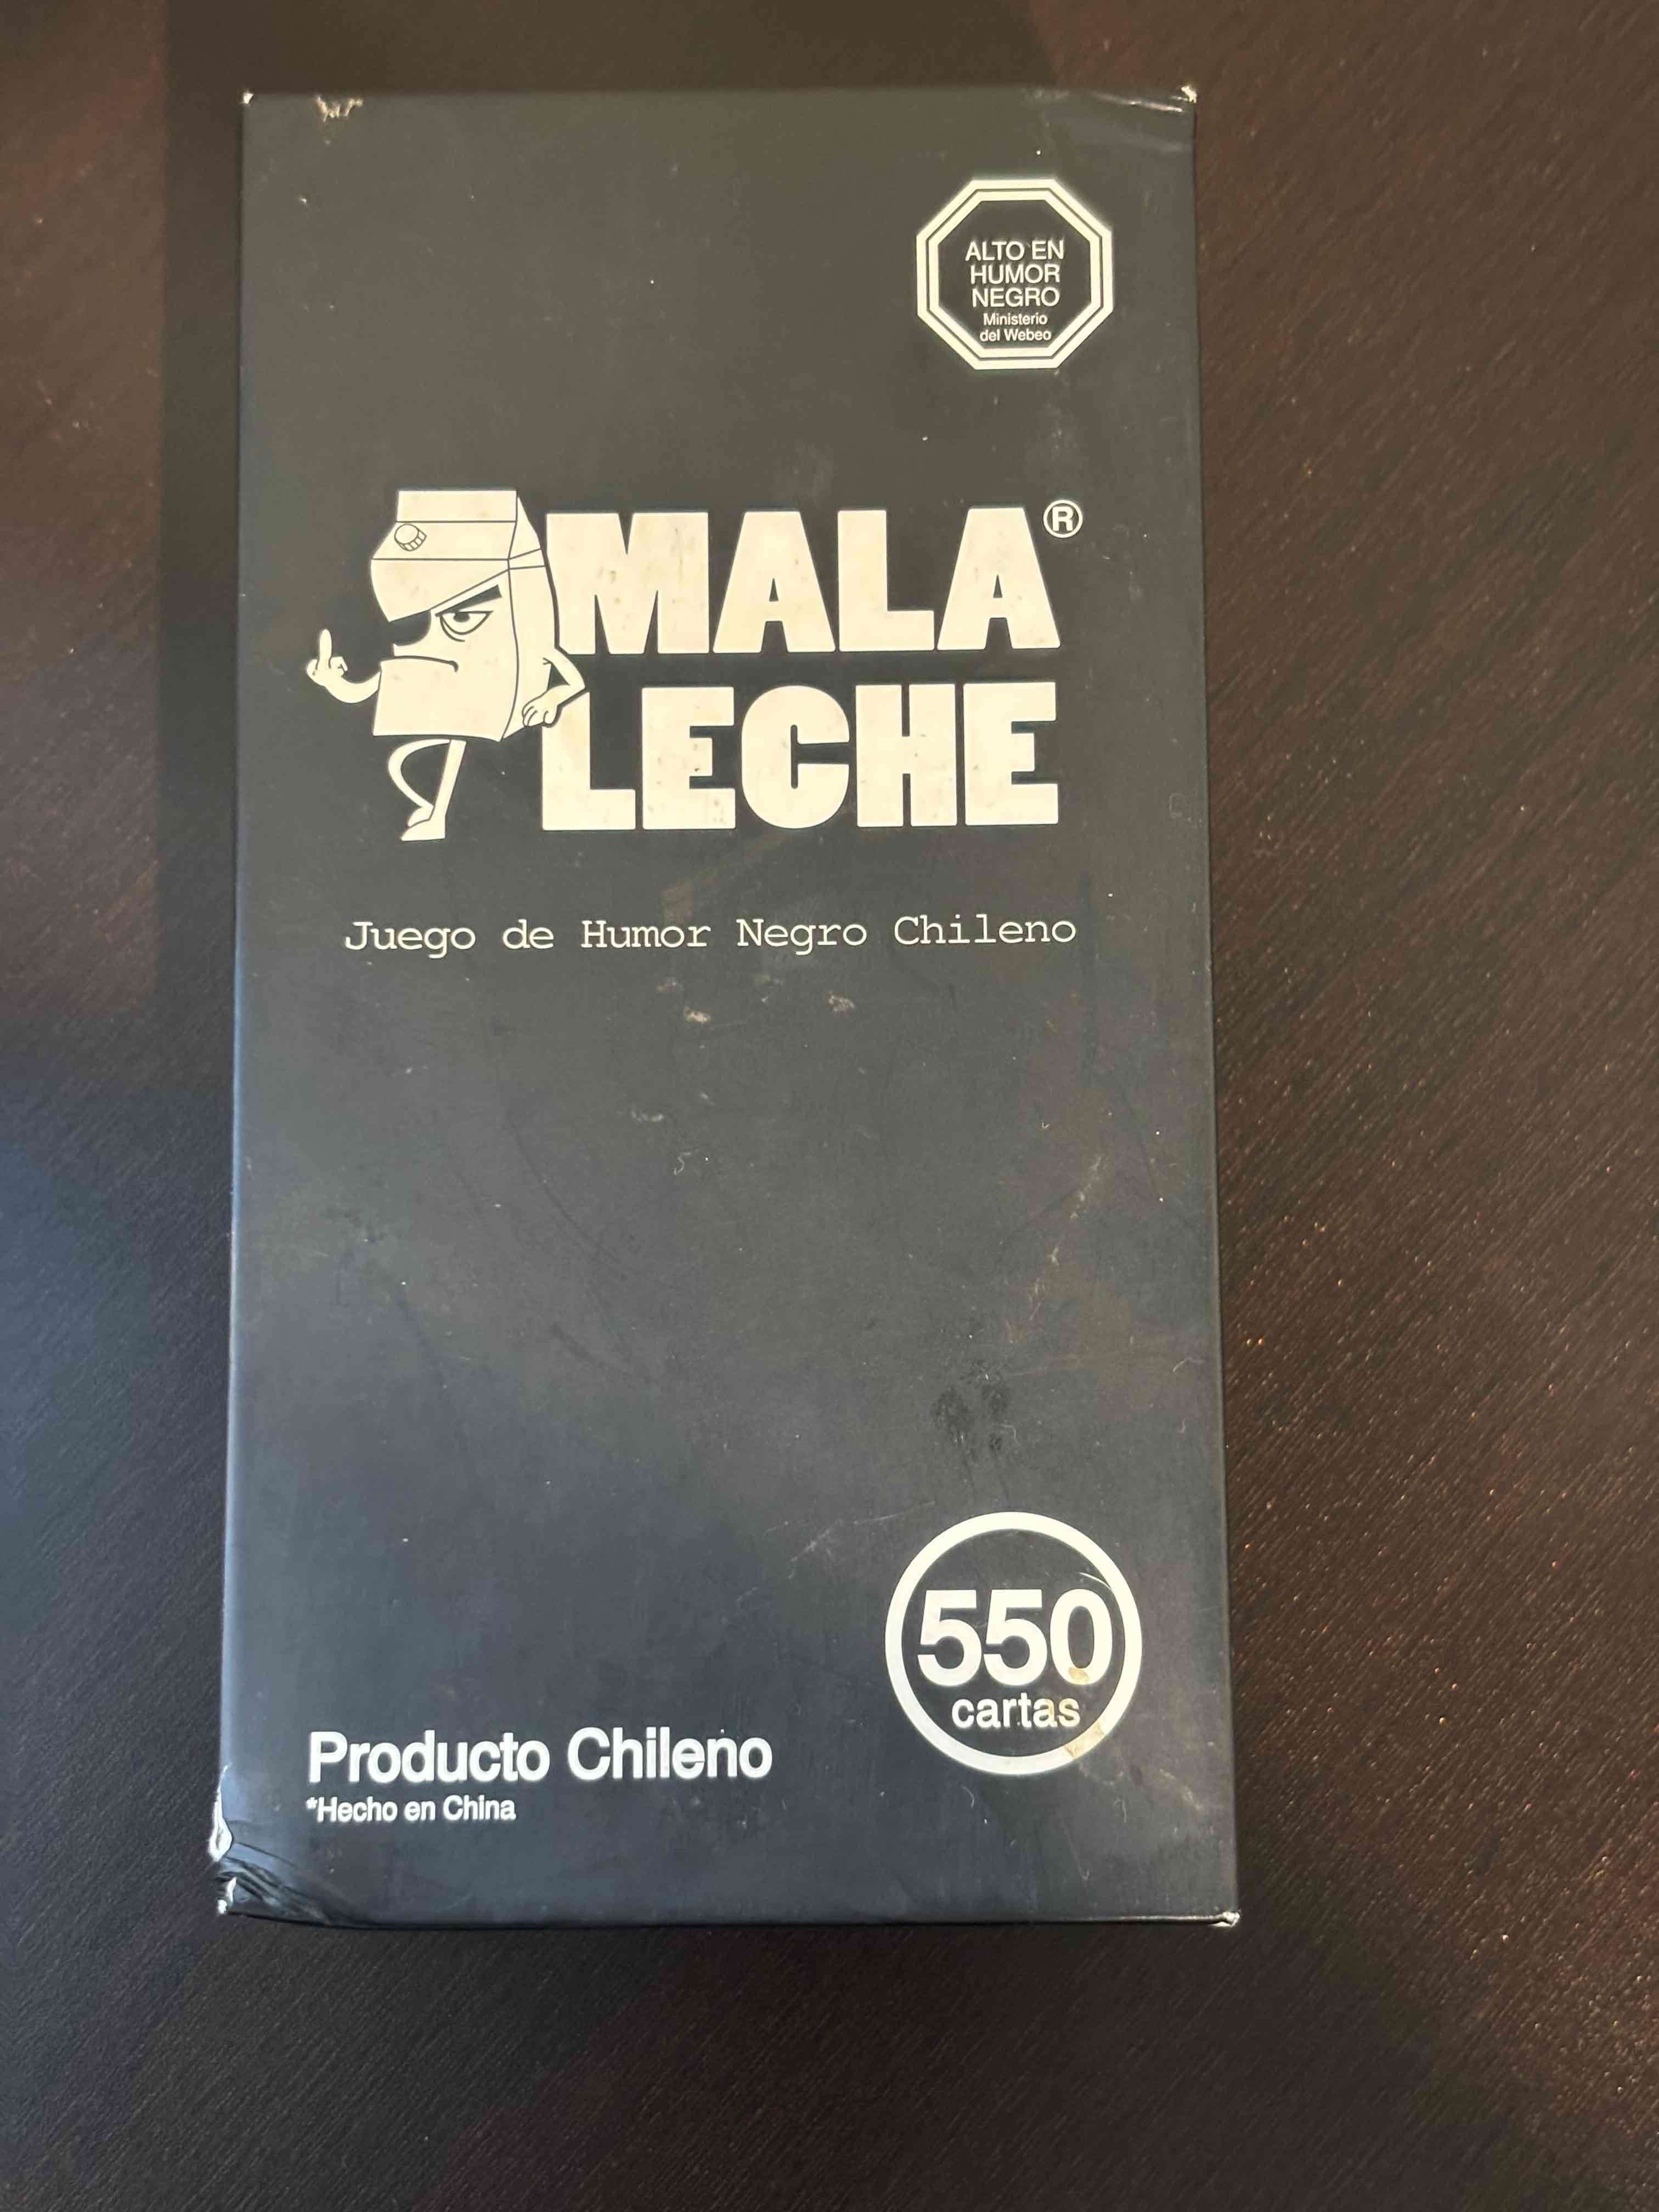 ALTO EN
HUMOR
NEGRO
Ministerio
del Webeo
MALA®
LECHE
Juego de Humor Negro Chileno
550
cartas
Producto Chileno
*Hecho en China